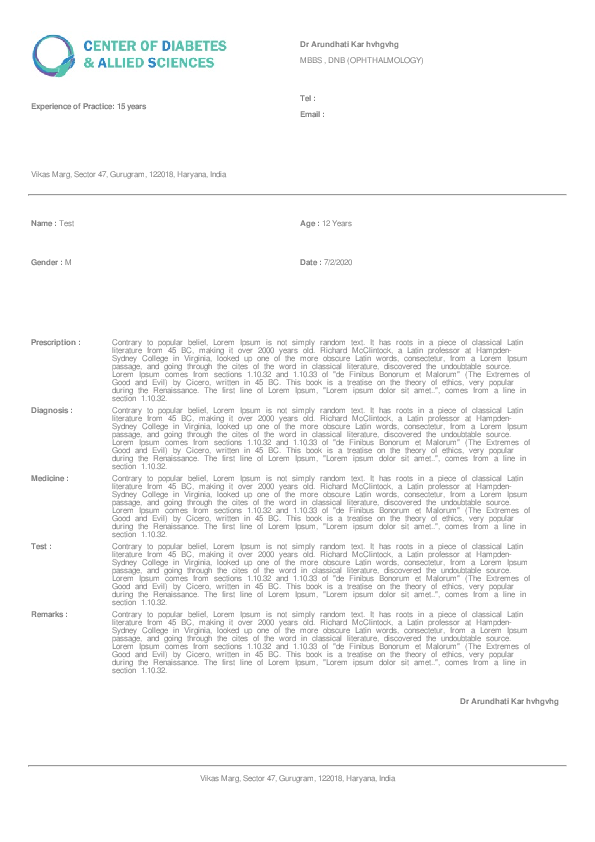 CENTER OF DIABETES
& ALLIED SCIENCES
Dr Arundhati Kar hvhgvhg
MBBS , DNB (OPHTHALMOLOGY)
Tel :
Experience of Practice: 15 years
Email :
Vikas Marg, Sector 47, Gurugram, 122018, Haryana, India
Name : Test
Age : 12 Years
Gender : M
Date : 7/2/2020
Prescription : Contrary to popular belief, Lorem Ipsum is not simply random text. It has roots in a piece of classical Latin
literature from 45 BC, making it over 2000 years old. Richard McClintock, a Latin professor at Hampden-
Sydney College in Virginia, looked up one of the more obscure Latin words, consectetur, from a Lorem Ipsum
passage, and going through the cites of the word in classical literature, discovered the undoubtable source.
Lorem Ipsum comes from sections 1.10.32 and 1.10.33 of "de Finibus Bonorum et Malorum" (The Extremes of
Good and Evil) by Cicero, written in 45 BC. This book is a treatise on the theory of ethics, very popular
during the Renaissance. The first line of Lorem Ipsum, "Lorem ipsum dolor sit amet..", comes from a line in
section 1.10.32.
Diagnosis : Contrary to popular belief, Lorem Ipsum is not simply random text. It has roots in a piece of classical Latin
literature from 45 BC, making it over 2000 years old. Richard McClintock, a Latin professor at Hampden-
Sydney College in Virginia, looked up one of the more obscure Latin words, consectetur, from a Lorem Ipsum
passage, and going through the cites of the word in classical literature, discovered the undoubtable source.
Lorem Ipsum comes from sections 1.10.32 and 1.10.33 of "de Finibus Bonorum et Malorum" (The Extremes of
Good and Evil) by Cicero, written in 45 BC. This book is a treatise on the theory of ethics, very popular
during the Renaissance. The first line of Lorem Ipsum, "Lorem ipsum dolor sit amet..", comes from a line in
section 1.10.32.
Medicine : Contrary to popular belief, Lorem Ipsum is not simply random text. It has roots in a piece of classical Latin
literature from 45 BC, making it over 2000 years old. Richard McClintock, a Latin professor at Hampden-
Sydney College in Virginia, looked up one of the more obscure Latin words, consectetur, from a Lorem Ipsum
passage, and going through the cites of the word in classical literature, discovered the undoubtable source.
Lorem Ipsum comes from sections 1.10.32 and 1.10.33 of "de Finibus Bonorum et Malorum" (The Extremes of
Good and Evil) by Cicero, written in 45 BC. This book is a treatise on the theory of ethics, very popular
during the Renaissance. The first line of Lorem Ipsum, "Lorem ipsum dolor sit amet..", comes from a line in
section 1.10.32.
Test : Contrary to popular belief, Lorem Ipsum is not simply random text. It has roots in a piece of classical Latin
literature from 45 BC, making it over 2000 years old. Richard McClintock, a Latin professor at Hampden-
Sydney College in Virginia, looked up one of the more obscure Latin words, consectetur, from a Lorem Ipsum
passage, and going through the cites of the word in classical literature, discovered the undoubtable source.
Lorem Ipsum comes from sections 1.10.32 and 1.10.33 of "de Finibus Bonorum et Malorum" (The Extremes of
Good and Evil) by Cicero, written in 45 BC. This book is a treatise on the theory of ethics, very popular
during the Renaissance. The first line of Lorem Ipsum, "Lorem ipsum dolor sit amet..", comes from a line in
section 1.10.32.
Remarks : Contrary to popular belief, Lorem Ipsum is not simply random text. It has roots in a piece of classical Latin
literature from 45 BC, making it over 2000 years old. Richard McClintock, a Latin professor at Hampden-
Sydney College in Virginia, looked up one of the more obscure Latin words, consectetur, from a Lorem Ipsum
passage, and going through the cites of the word in classical literature, discovered the undoubtable source.
Lorem Ipsum comes from sections 1.10.32 and 1.10.33 of "de Finibus Bonorum et Malorum" (The Extremes of
Good and Evil) by Cicero, written in 45 BC. This book is a treatise on the theory of ethics, very popular
during the Renaissance. The first line of Lorem Ipsum, "Lorem ipsum dolor sit amet..", comes from a line in
section 1.10.32.
Dr Arundhati Kar hvhgvhg
Vikas Marg, Sector 47, Gurugram, 122018, Haryana, India